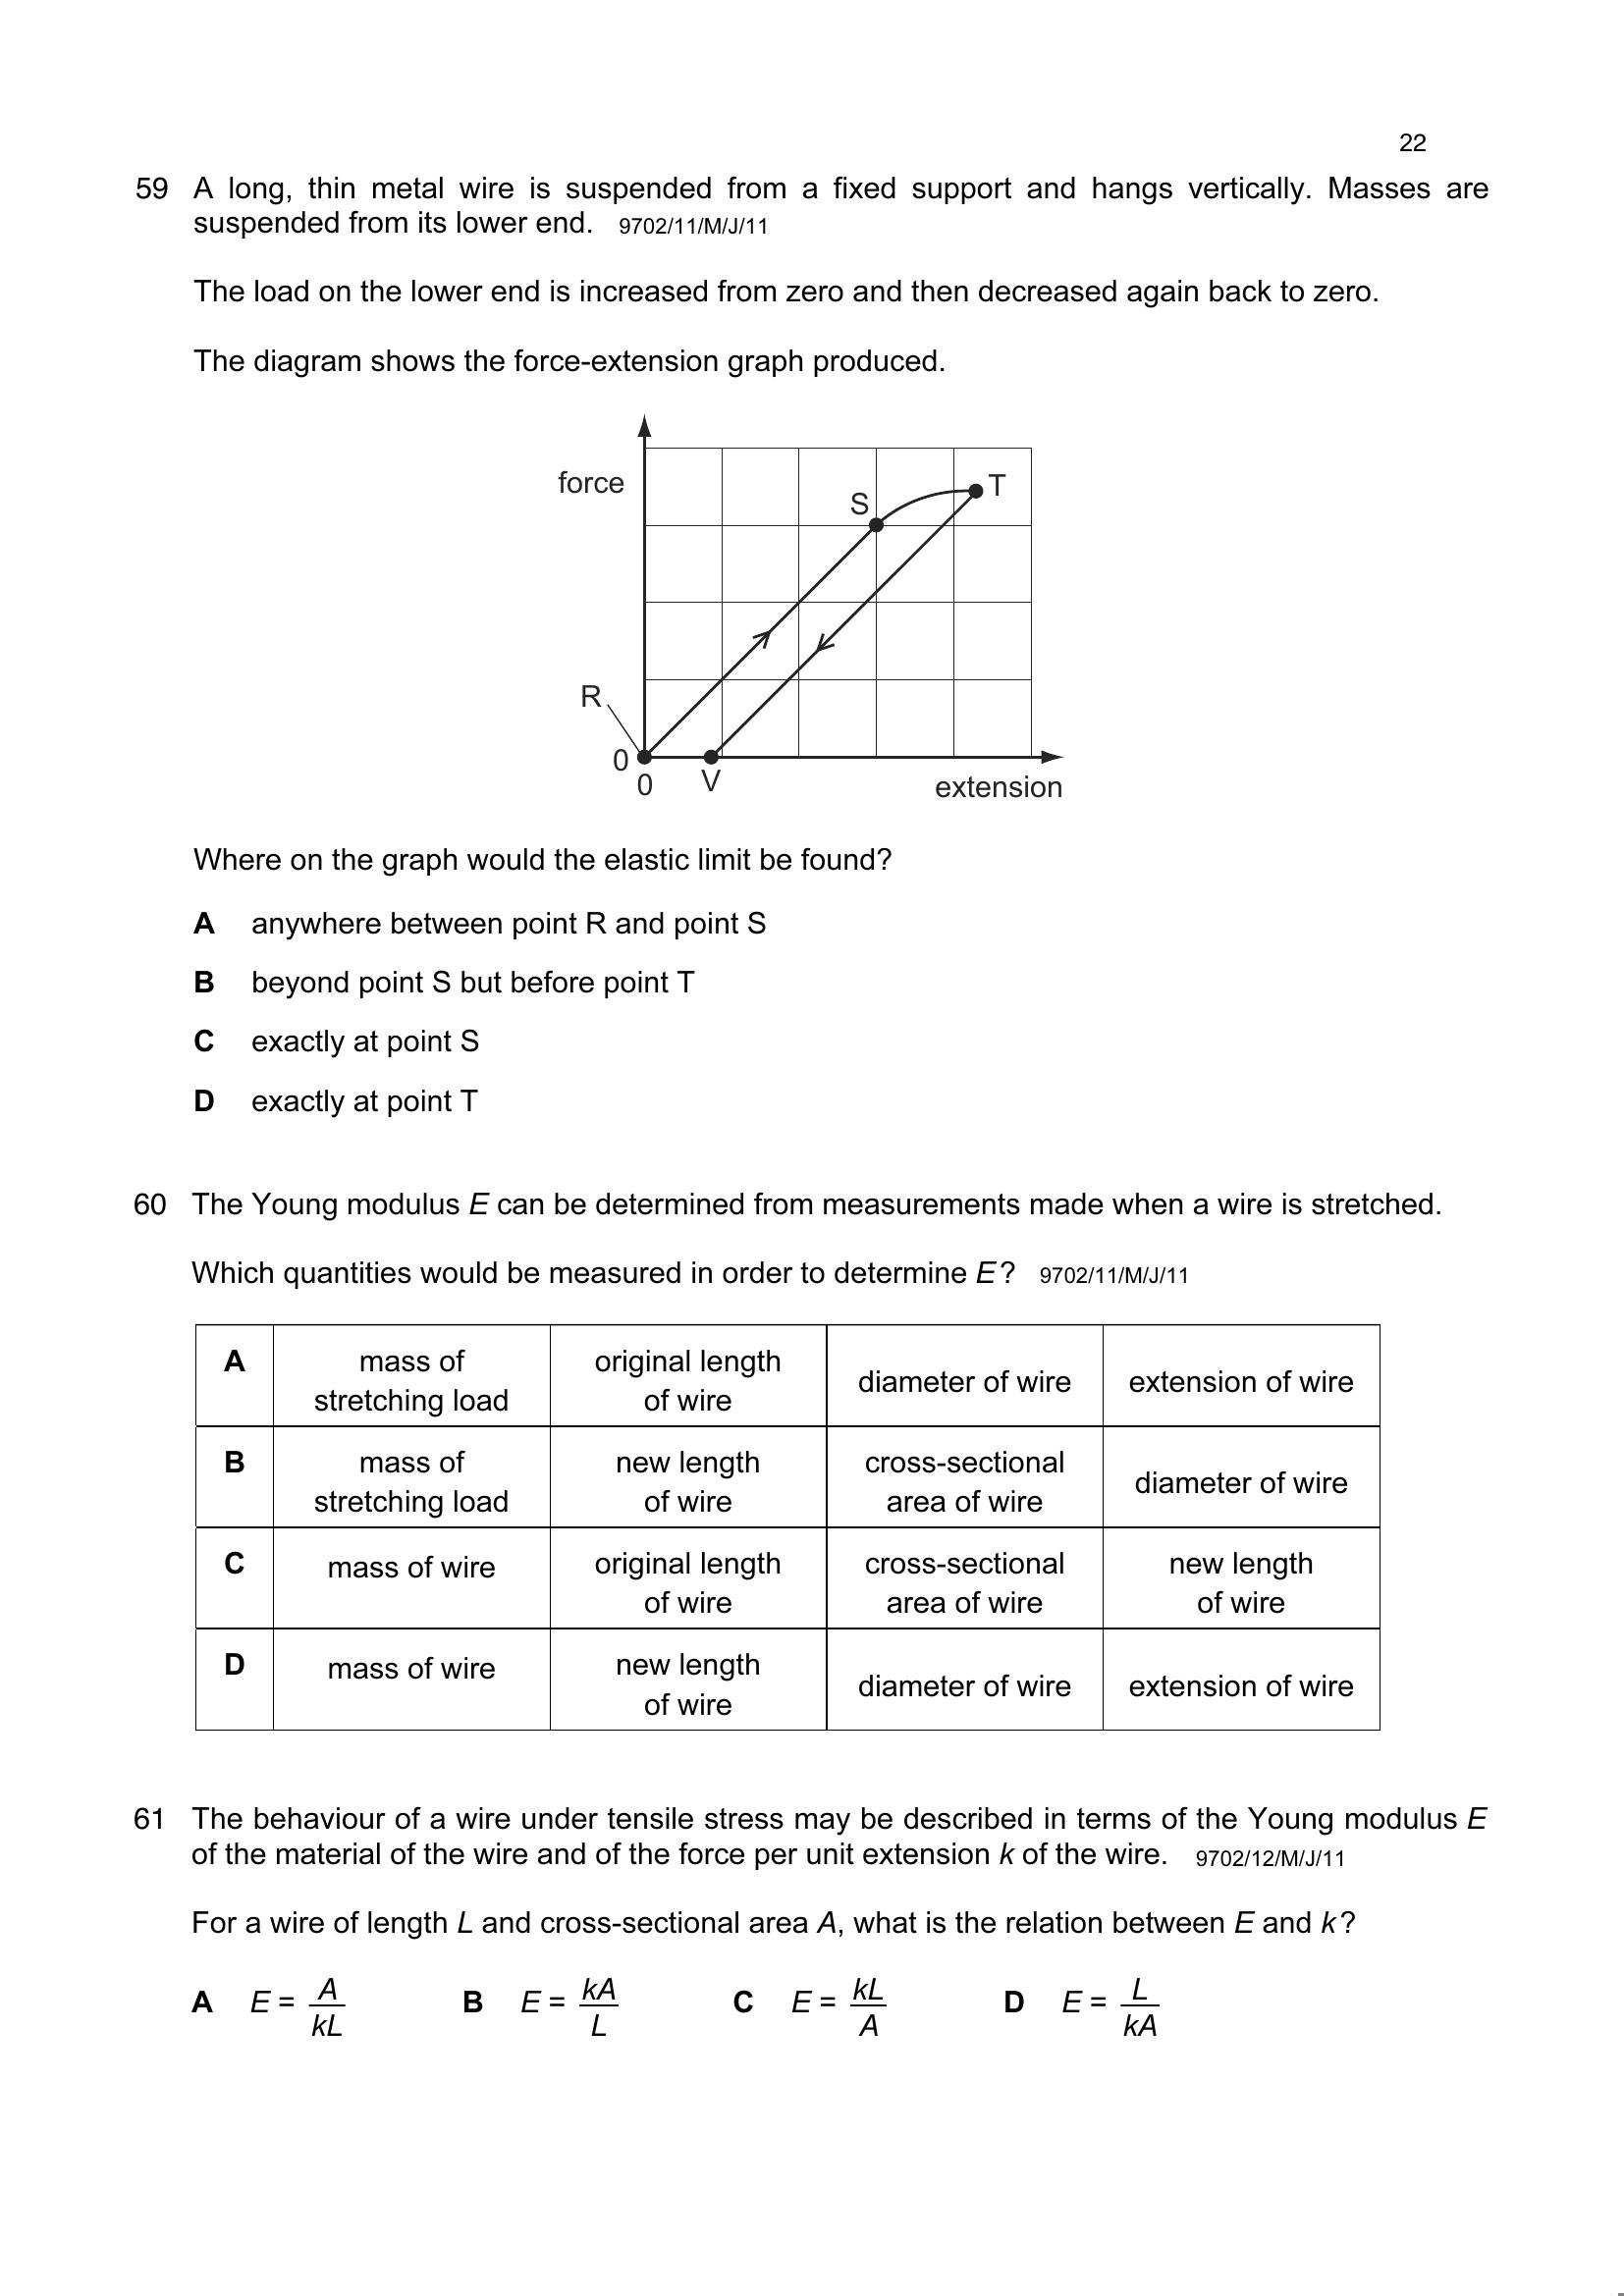 22
59 A long, thin metal wire is suspended from a fixed support and hangs vertically. Masses are
suspended from its lower end. 9702/11/M/J/11
The load on the lower end is increased from zero and then decreased again back to zero.
The diagram shows the force-extension graph produced.
force
S
T
R
0
0
V
extension
Where on the graph would the elastic limit be found?
A anywhere between point R and point S
B beyond point S but before point T
C exactly at point S
D exactly at point T
60 The Young modulus E can be determined from measurements made when a wire is stretched.
Which quantities would be measured in order to determine E? 9702/11/M/J/11
A mass of stretching load original length of wire diameter of wire extension of wire
B mass of stretching load new length of wire cross-sectional area of wire diameter of wire
C mass of wire original length of wire cross-sectional area of wire new length of wire
D mass of wire new length of wire diameter of wire extension of wire
61 The behaviour of a wire under tensile stress may be described in terms of the Young modulus E
of the material of the wire and of the force per unit extension k of the wire. 9702/12/M/J/11
For a wire of length L and cross-sectional area A, what is the relation between E and k?
A E = A/kL B E = kA/L C E = kL/A D E = L/kA